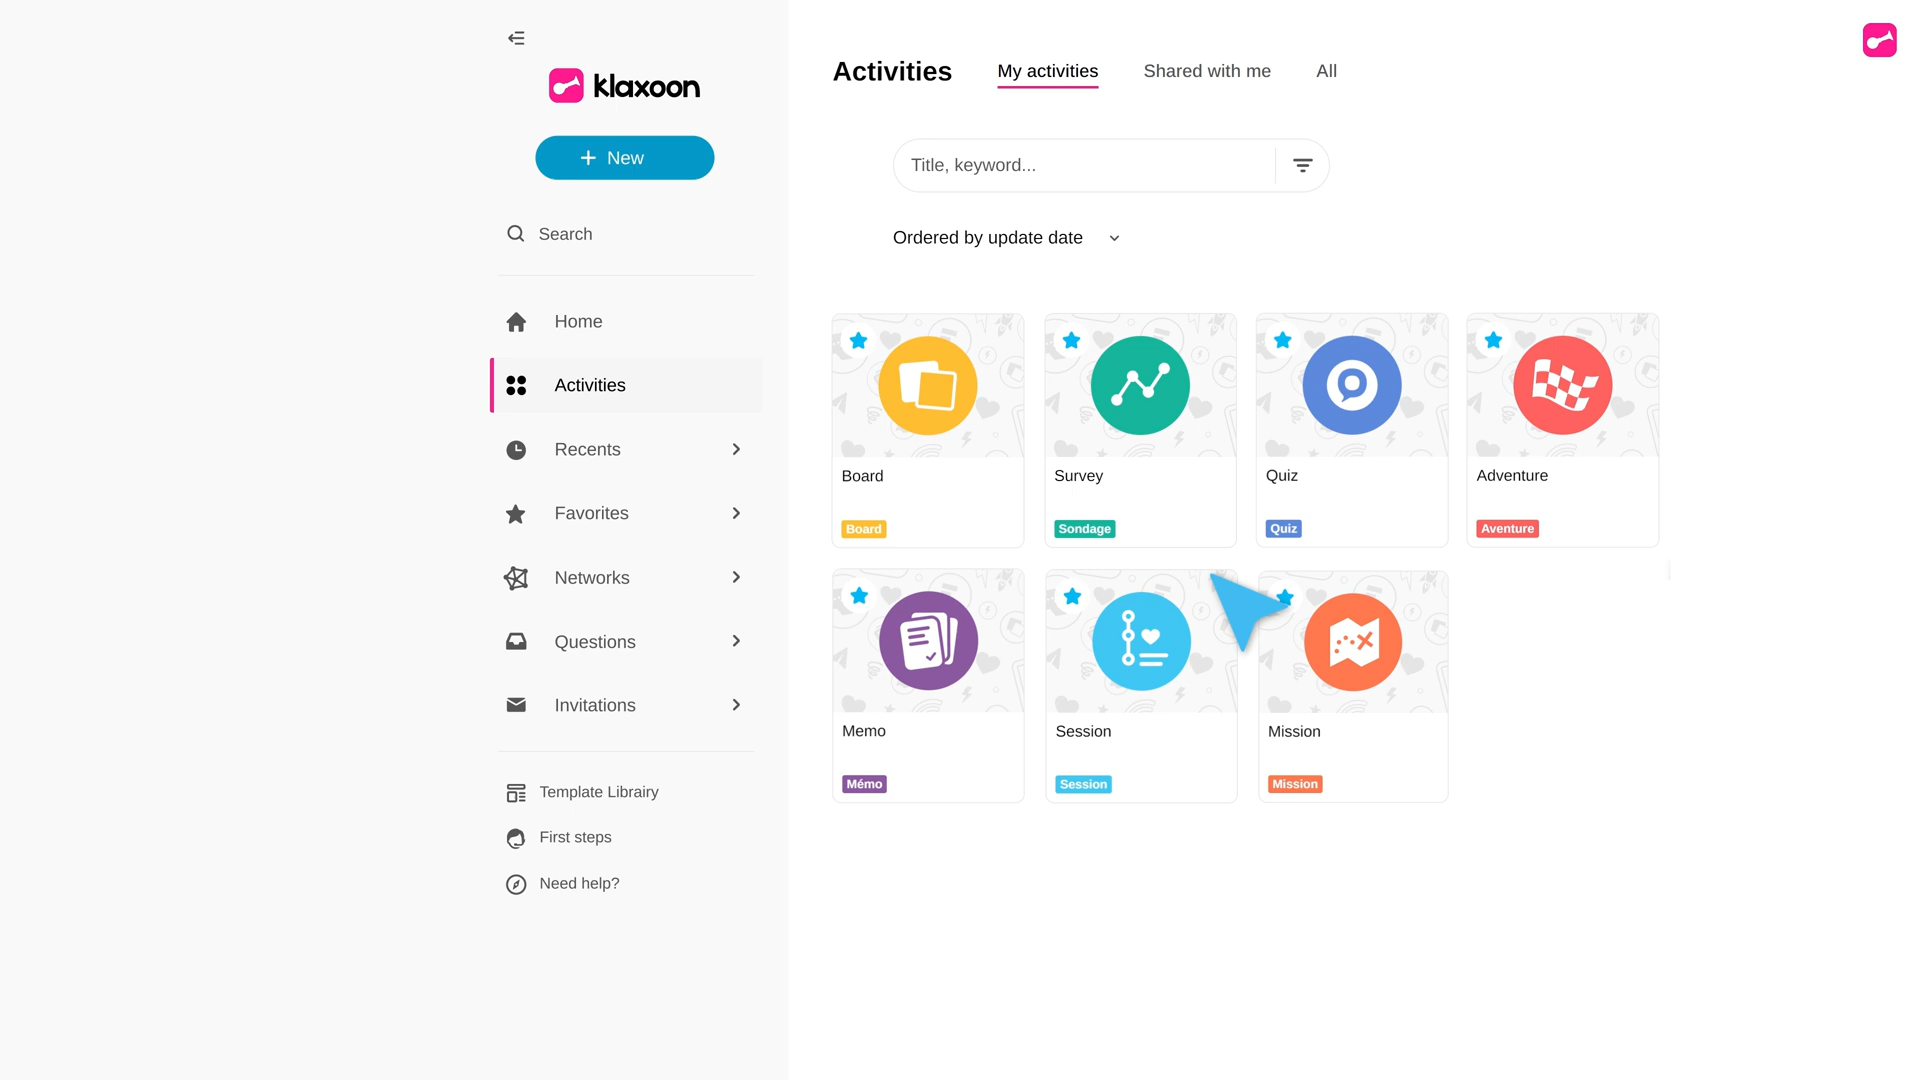 klaxoon
New
Search
Home
Activities
Recents
Favorites
Networks
Questions
Invitations
Template Librairy
First steps
Need help?
Activities
My activities
Shared with me
All
Title, keyword...
Ordered by update date
Board
Board
Survey
Sondage
Quiz
Quiz
Adventure
Aventure
Memo
Mémo
Session
Session
Mission
Mission